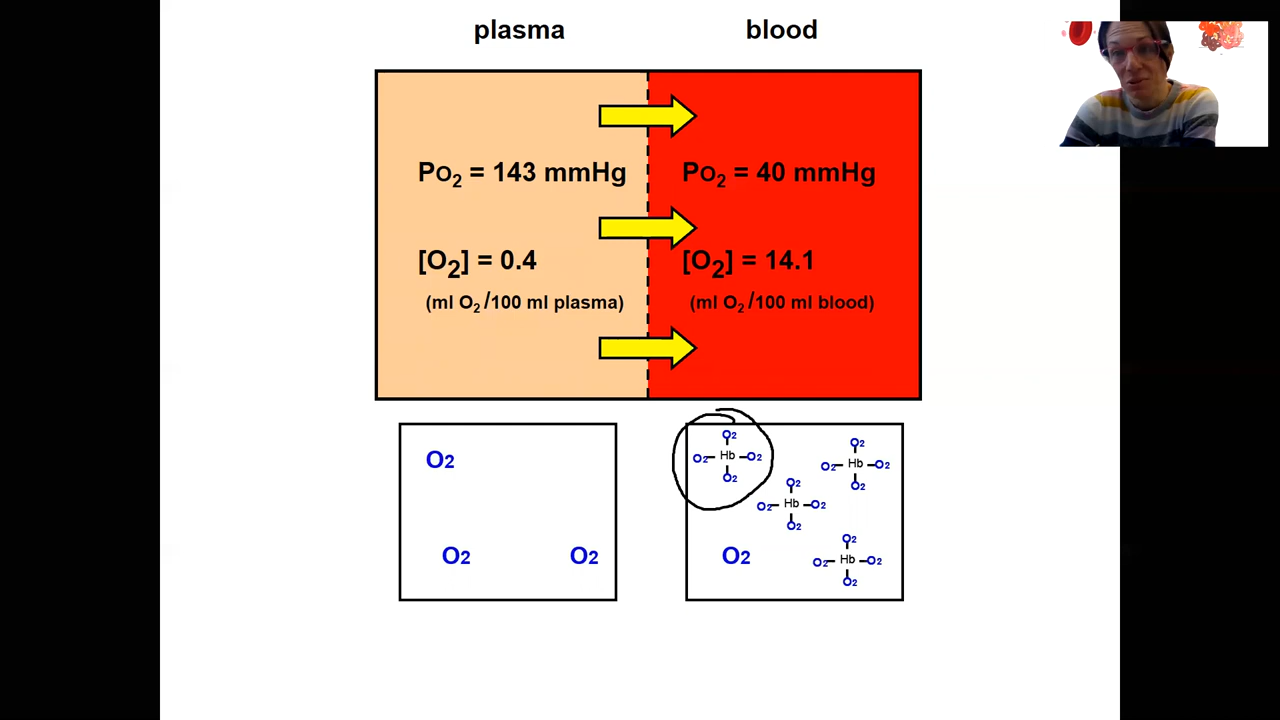 plasma
blood
PO₂ = 143 mmHg
PO₂ = 40 mmHg
[O₂] = 0.4
[O₂] = 14.1
(ml O₂ /100 ml plasma)
(ml O₂ /100 ml blood)
O₂
O₂
O₂
O₂
O₂ Hb O₂
O₂
O₂
O₂ Hb O₂
O₂
O₂
O₂ Hb O₂
O₂
O₂
O₂
O₂ Hb O₂
O₂